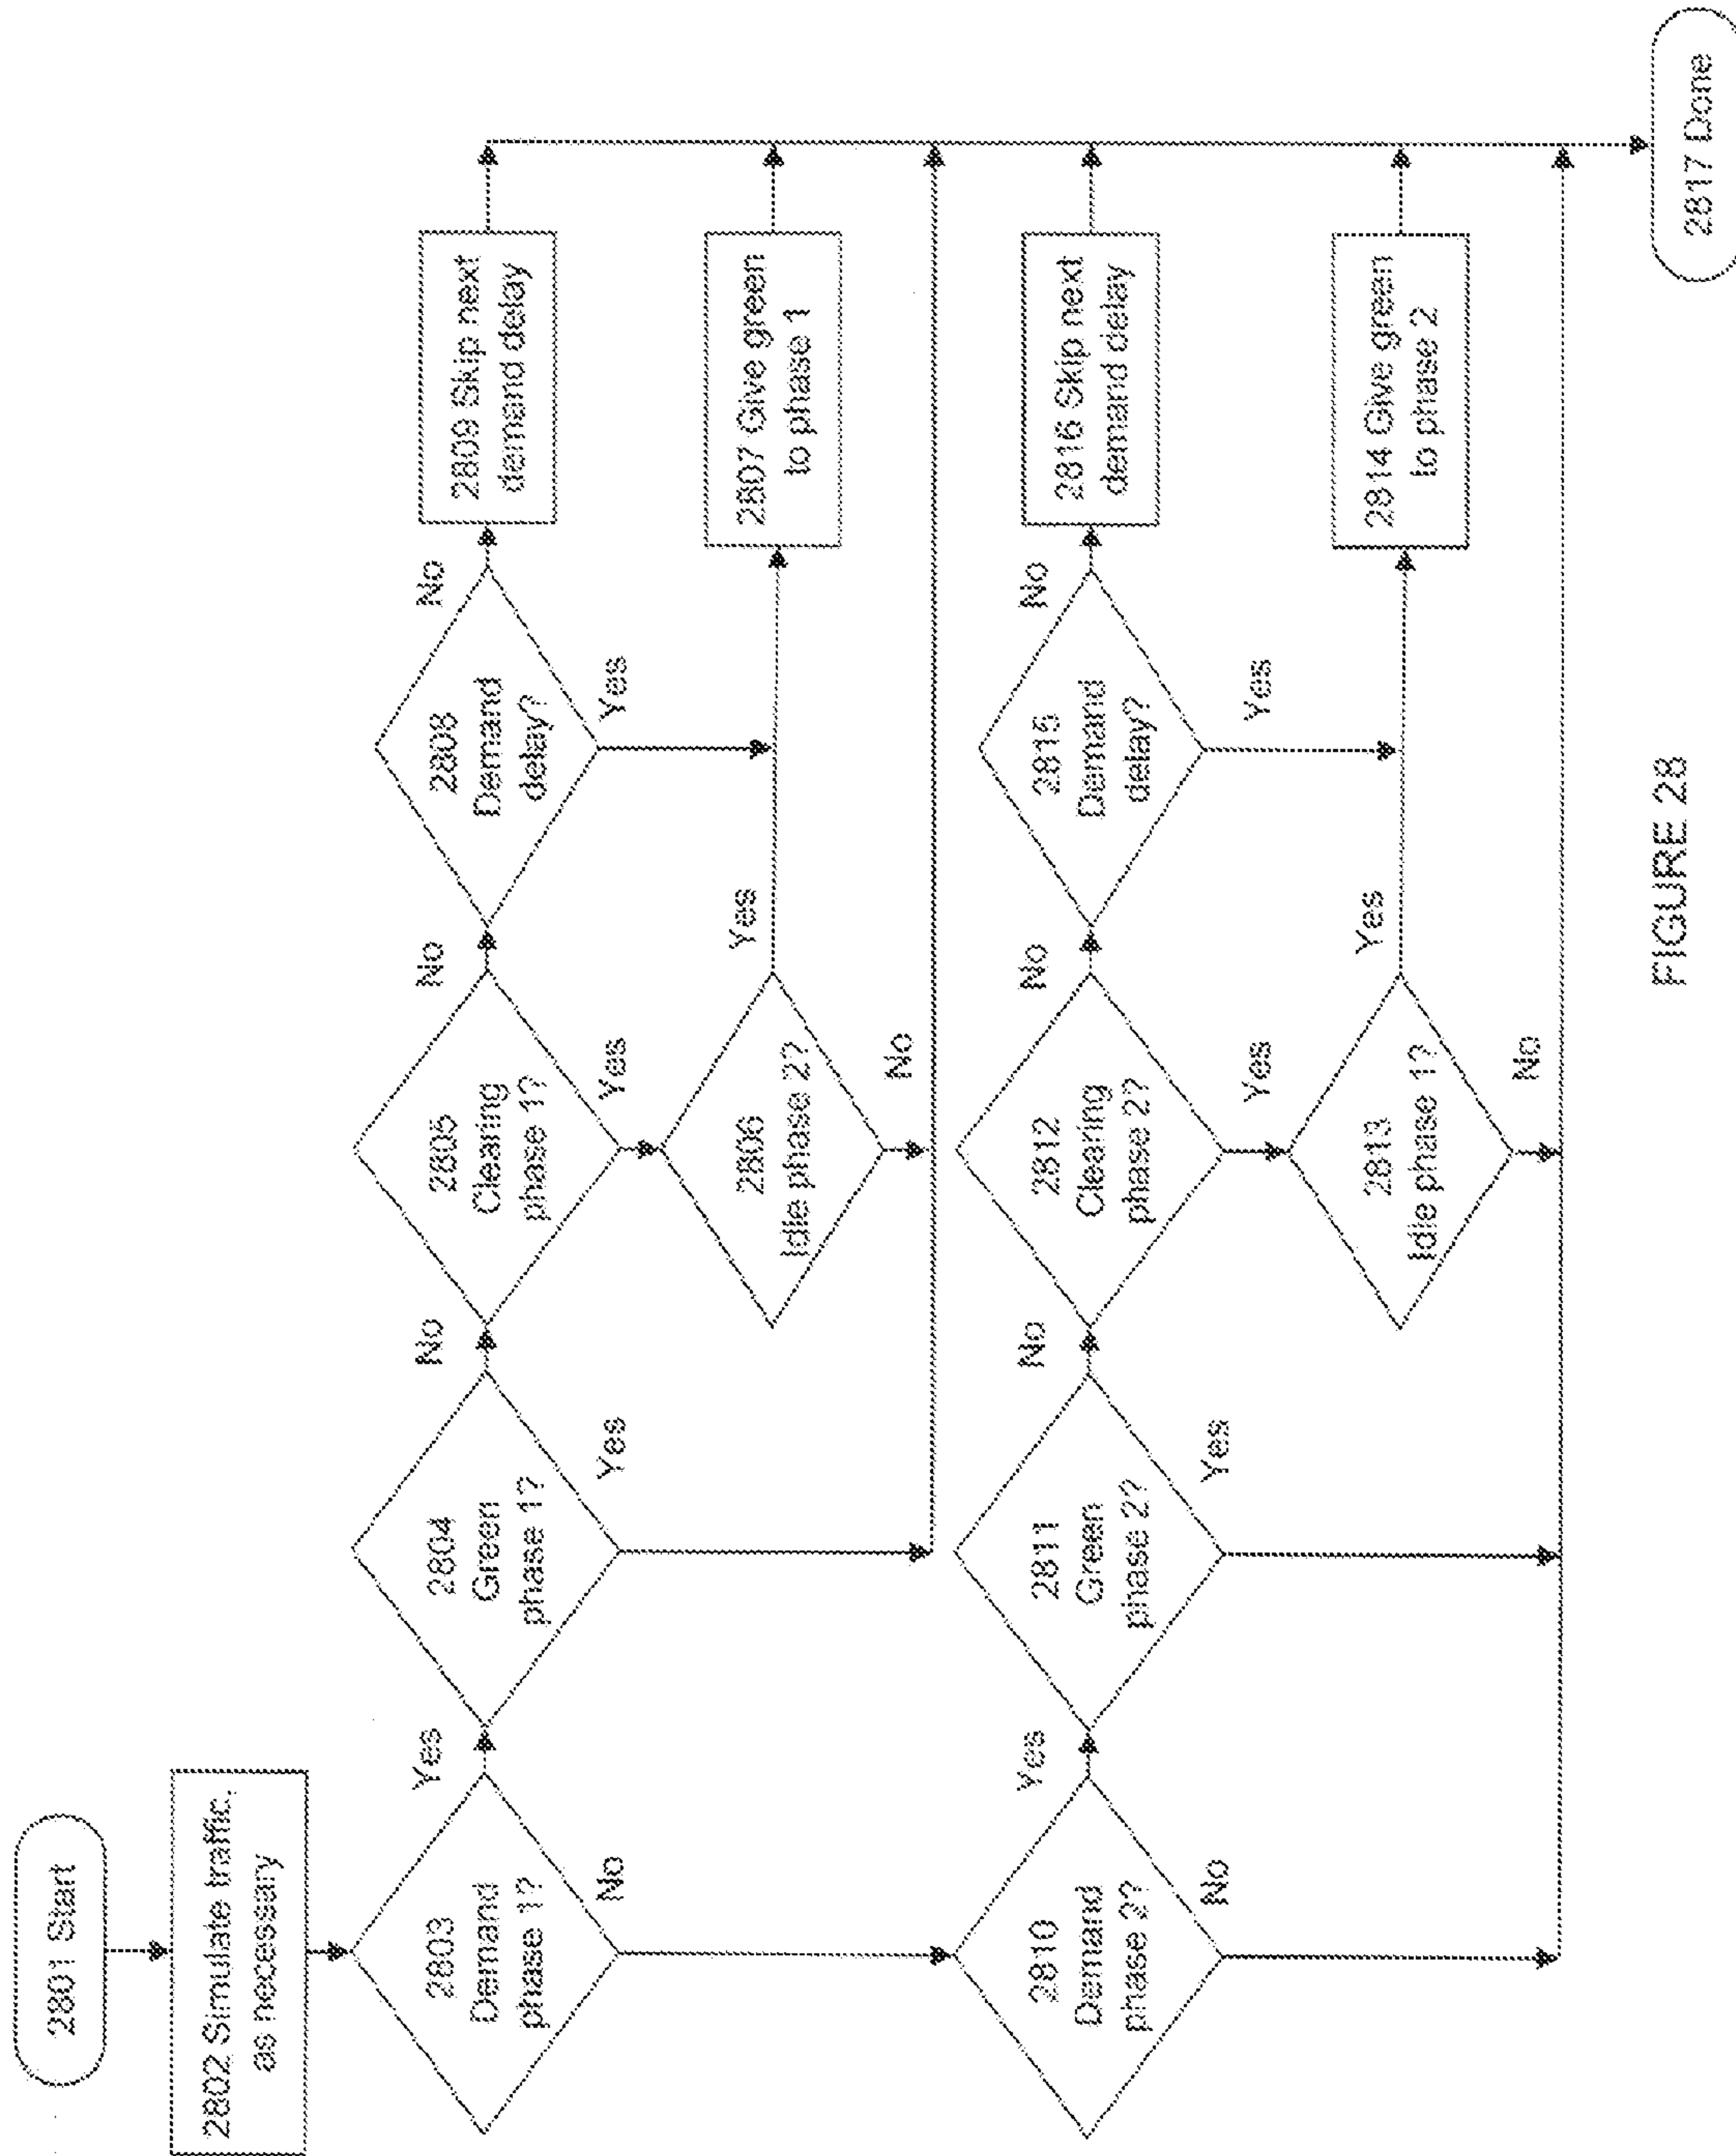 2801 Start
2802 Simulate traffic,
as necessary
2803
Demand
phase 1?
Yes
No
2804
Green
phase 1?
No
Yes
2805
Clearing
phase 1?
No
Yes
2808
Demand
delay?
No
Yes
2809 Skip next
demand delay
2806
Idle phase 2?
Yes
No
2807 Give green
to phase 1
2810
Demand
phase 2?
Yes
No
2811
Green
phase 2?
No
Yes
2812
Clearing
phase 2?
No
Yes
2815
Demand
delay?
No
Yes
2816 Skip next
demand delay
2813
Idle phase 1?
Yes
No
2814 Give green
to phase 2
2817 Done
FIGURE 28